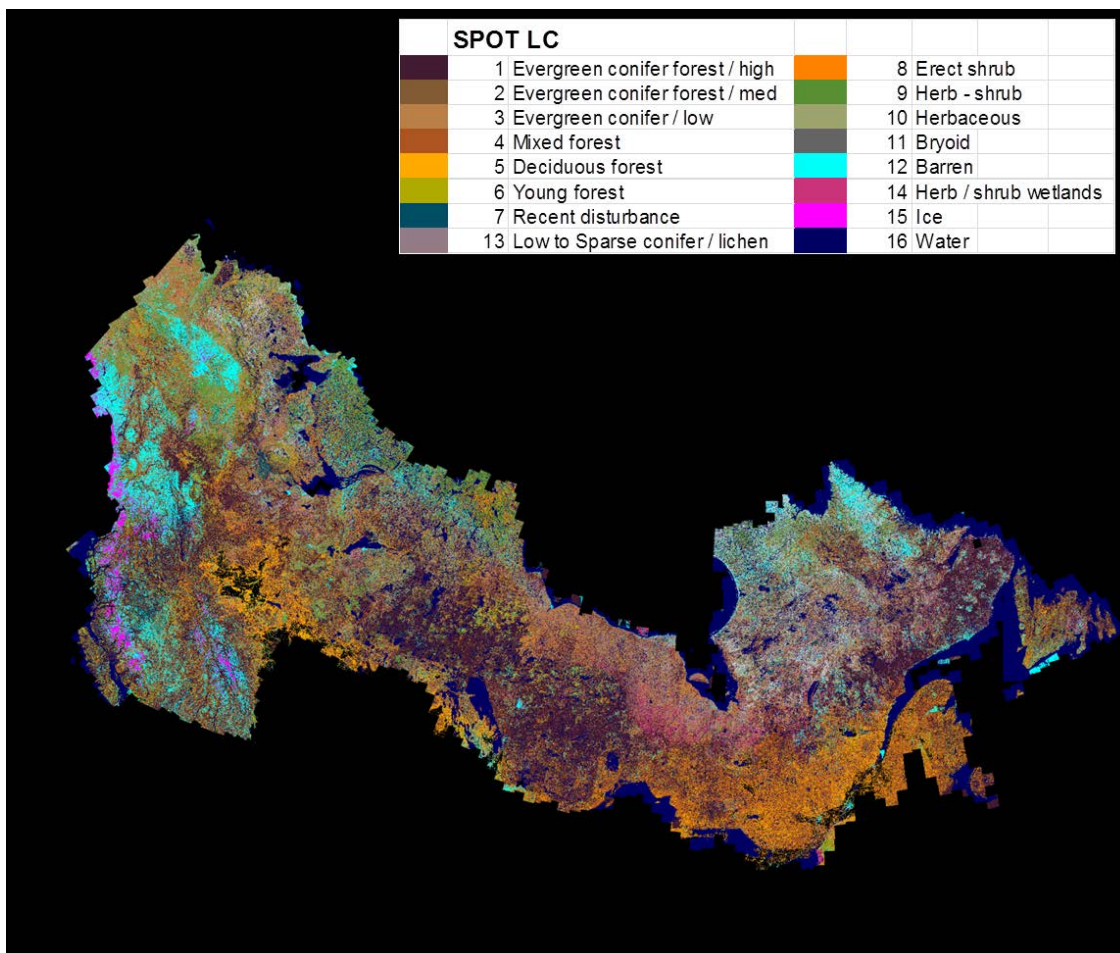 SPOT LC
1 Evergreen conifer forest / high 8 Erect shrub
2 Evergreen conifer forest / med 9 Herb - shrub
3 Evergreen conifer / low 10 Herbaceous
4 Mixed forest 11 Bryoid
5 Deciduous forest 12 Barren
6 Young forest 14 Herb / shrub wetlands
7 Recent disturbance 15 Ice
13 Low to Sparse conifer / lichen 16 Water